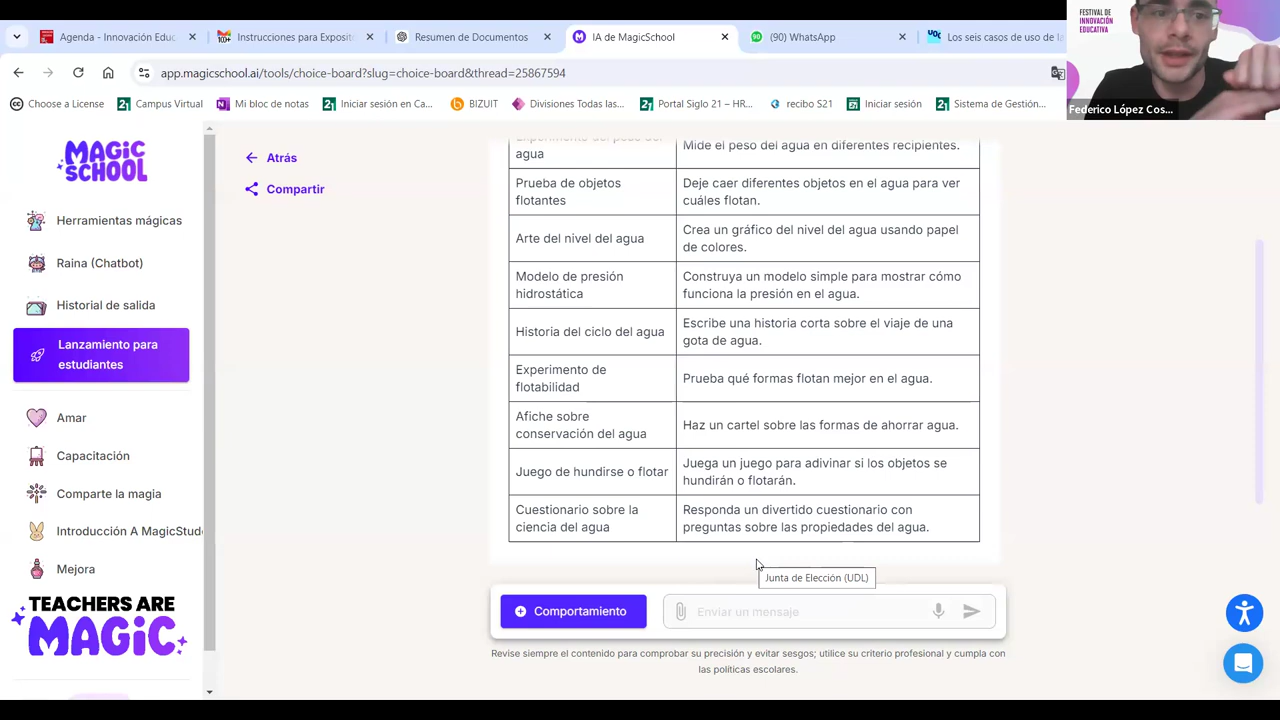 Agenda - Innovación Educ
Instrucciones para Exposit
Resumen de Documentos
IA de MagicSchool
(90) WhatsApp
UOC
Los seis casos de uso de la
app.magicschool.ai/tools/choice-board?slug=choice-board&thread=25867594
Choose a License
Campus Virtual
Mi bloc de notas
Iniciar sesión en Ca...
BIZUIT
Divisiones Todas las...
Portal Siglo 21 – HR...
recibo S21
Iniciar sesión
Sistema de Gestión...
FESTIVAL DE
INNOVACIÓN
EDUCATIVA
Federico López Cos...
MAGIC
SCHOOL
Herramientas mágicas
Raina (Chatbot)
Historial de salida
Lanzamiento para
estudiantes
Amar
Capacitación
Comparte la magia
Introducción A MagicStude
Mejora
TEACHERS ARE
MAGIC
Atrás
Compartir
Experimento del peso del
agua
Mide el peso del agua en diferentes recipientes.
Prueba de objetos
flotantes
Deje caer diferentes objetos en el agua para ver
cuáles flotan.
Arte del nivel del agua
Crea un gráfico del nivel del agua usando papel
de colores.
Modelo de presión
hidrostática
Construya un modelo simple para mostrar cómo
funciona la presión en el agua.
Historia del ciclo del agua
Escribe una historia corta sobre el viaje de una
gota de agua.
Experimento de
flotabilidad
Prueba qué formas flotan mejor en el agua.
Afiche sobre
conservación del agua
Haz un cartel sobre las formas de ahorrar agua.
Juego de hundirse o flotar
Juega un juego para adivinar si los objetos se
hundirán o flotarán.
Cuestionario sobre la
ciencia del agua
Responda un divertido cuestionario con
preguntas sobre las propiedades del agua.
Junta de Elección (UDL)
Comportamiento
Enviar un mensaje
Revise siempre el contenido para comprobar su precisión y evitar sesgos; utilice su criterio profesional y cumpla con
las políticas escolares.